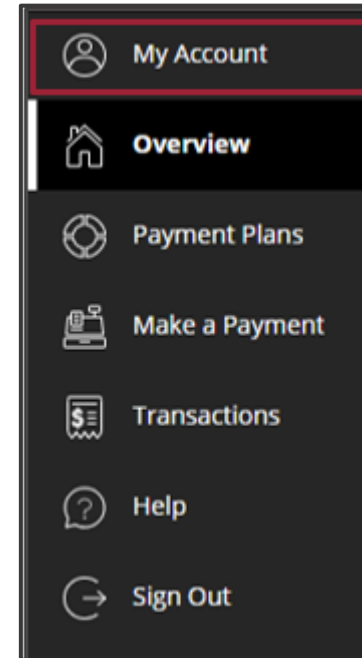 My Account
Overview
Payment Plans
Make a Payment
$
Transactions
?
Help
Sign Out